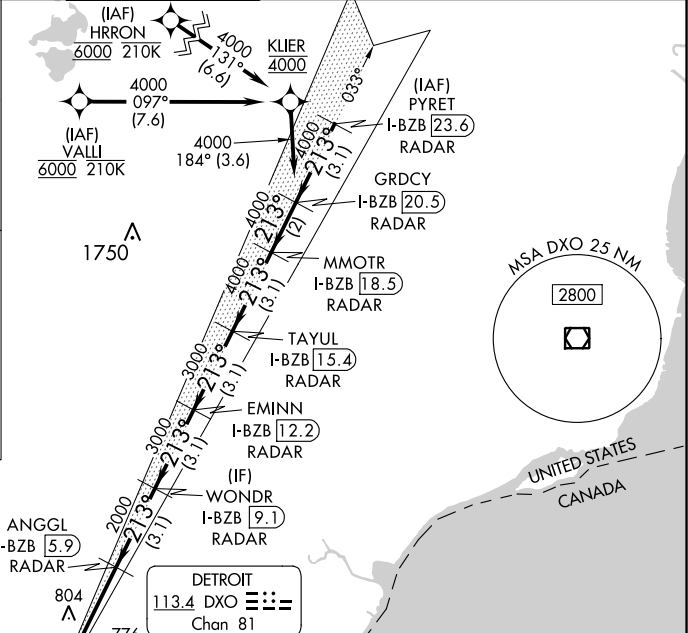 (IAF)
HRRON
6000 210K
4000
131°
(6.6)
KLIER
4000
033°
4000
097°
(7.6)
(IAF)
VALLI
6000 210K
4000
184° (3.6)
(IAF)
PYRET
I-BZB 23.6
RADAR
4000
213°
(3.1)
GRDCY
I-BZB 20.5
RADAR
4000
213°
(2)
1750
MMOTR
I-BZB 18.5
RADAR
4000
213°
(3.1)
MSA DXO 25 NM
2800
TAYUL
I-BZB 15.4
RADAR
3000
213°
(3.1)
EMINN
I-BZB 12.2
RADAR
3000
213°
(3.1)
(IF)
WONDR
I-BZB 9.1
RADAR
2000
213°
(3.1)
UNITED STATES
CANADA
ANGGL
-BZB 5.9
RADAR
804
DETROIT
113.4 DXO
Chan 81